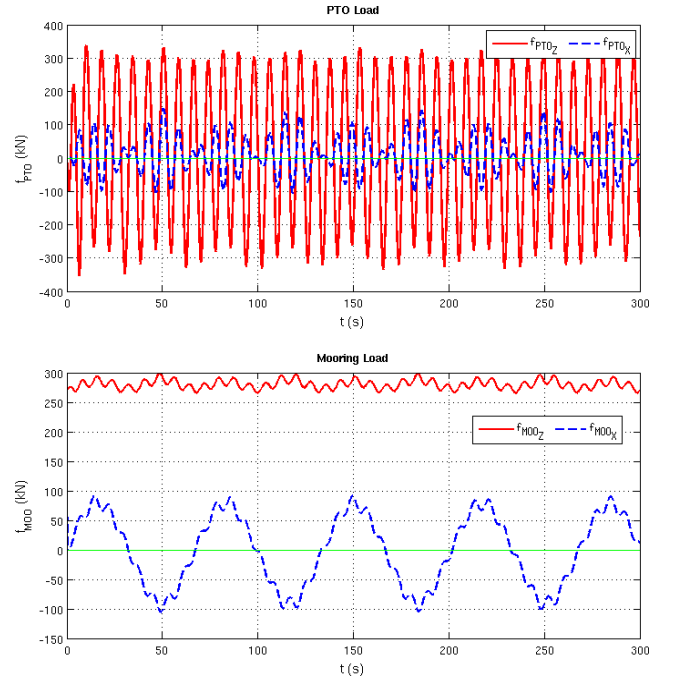 PTO Load
f_PTO_Z f_PTO_X
400
300
200
100
0
-100
-200
-300
-400
f_PTO (kN)
0 50 100 150 200 250 300
t (s)
Mooring Load
300
250
200
150
100
50
0
-50
-100
-150
f_MOO_Z f_MOO_X
f_MOO (kN)
0 50 100 150 200 250 300
t (s)